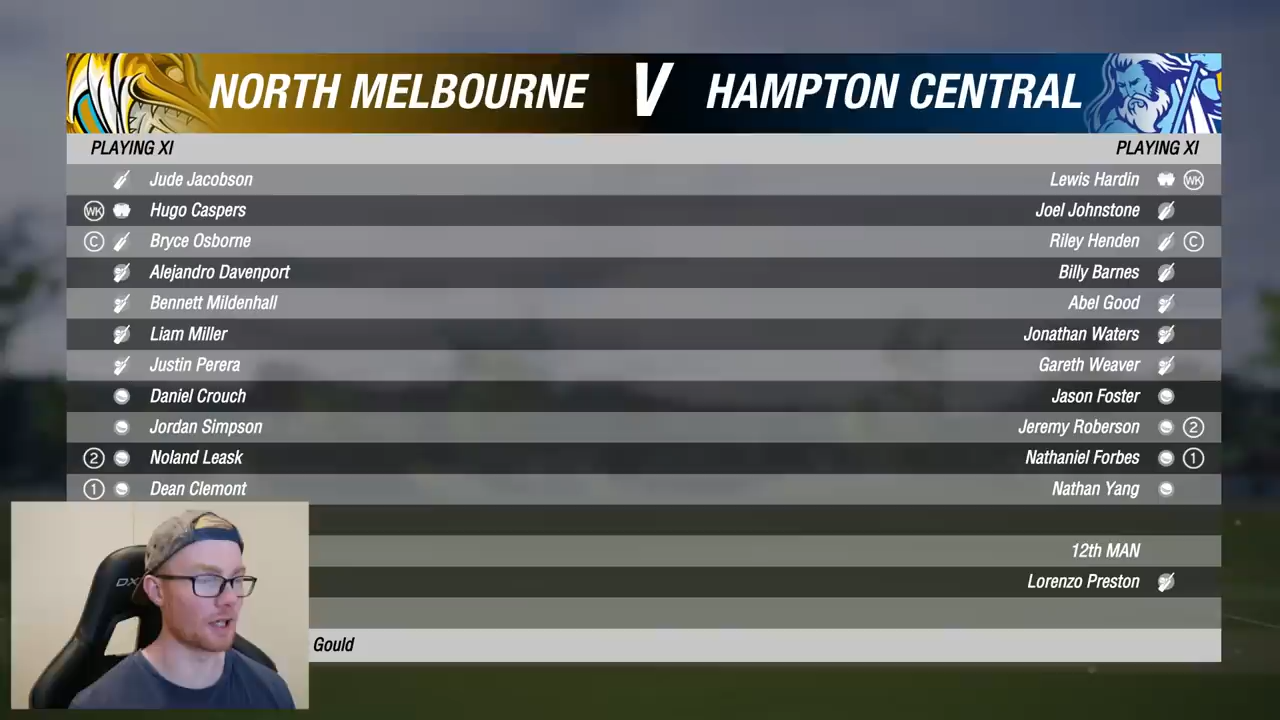 NORTH MELBOURNE V HAMPTON CENTRAL
PLAYING XI PLAYING XI
Jude Jacobson Lewis Hardin WK
WK Hugo Caspers Joel Johnstone
C Bryce Osborne Riley Henden C
Alejandro Davenport Billy Barnes
Bennett Mildenhall Abel Good
Liam Miller Jonathan Waters
Justin Perera Gareth Weaver
Daniel Crouch Jason Foster
Jordan Simpson Jeremy Roberson 2
2 Noland Leask Nathaniel Forbes 1
1 Dean Clemont Nathan Yang
12th MAN
Lorenzo Preston
Gould
DX